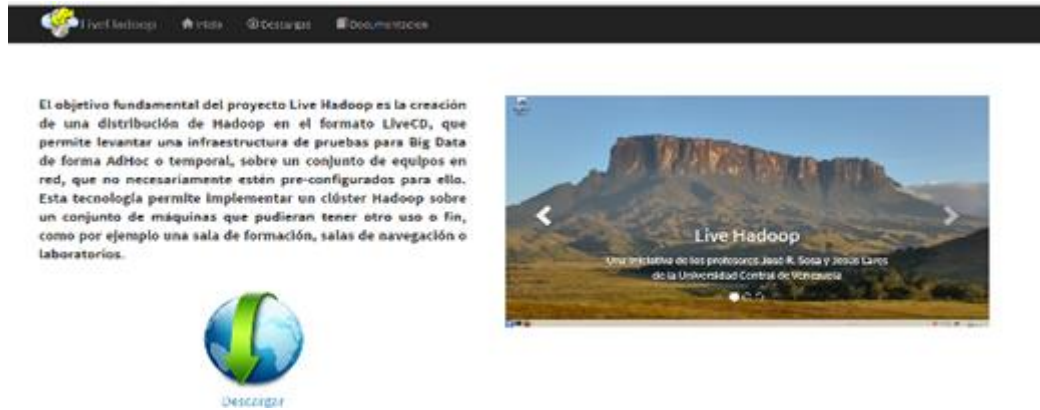 LiveHadoop Inicio Descargas Documentacion
El objetivo fundamental del proyecto Live Hadoop es la creación
de una distribución de Hadoop en el formato LiveCD, que
permite levantar una infraestructura de pruebas para Big Data
de forma AdHoc o temporal, sobre un conjunto de equipos en
red, que no necesariamente estén pre-configurados para ello.
Esta tecnología permite implementar un clúster Hadoop sobre
un conjunto de máquinas que pudieran tener otro uso o fin,
como por ejemplo una sala de formación, salas de navegación o
laboratorios.
Descargar
Live Hadoop
Una iniciativa de los profesores José R. Sosa y Jesús Lares
de la Universidad Central de Venezuela